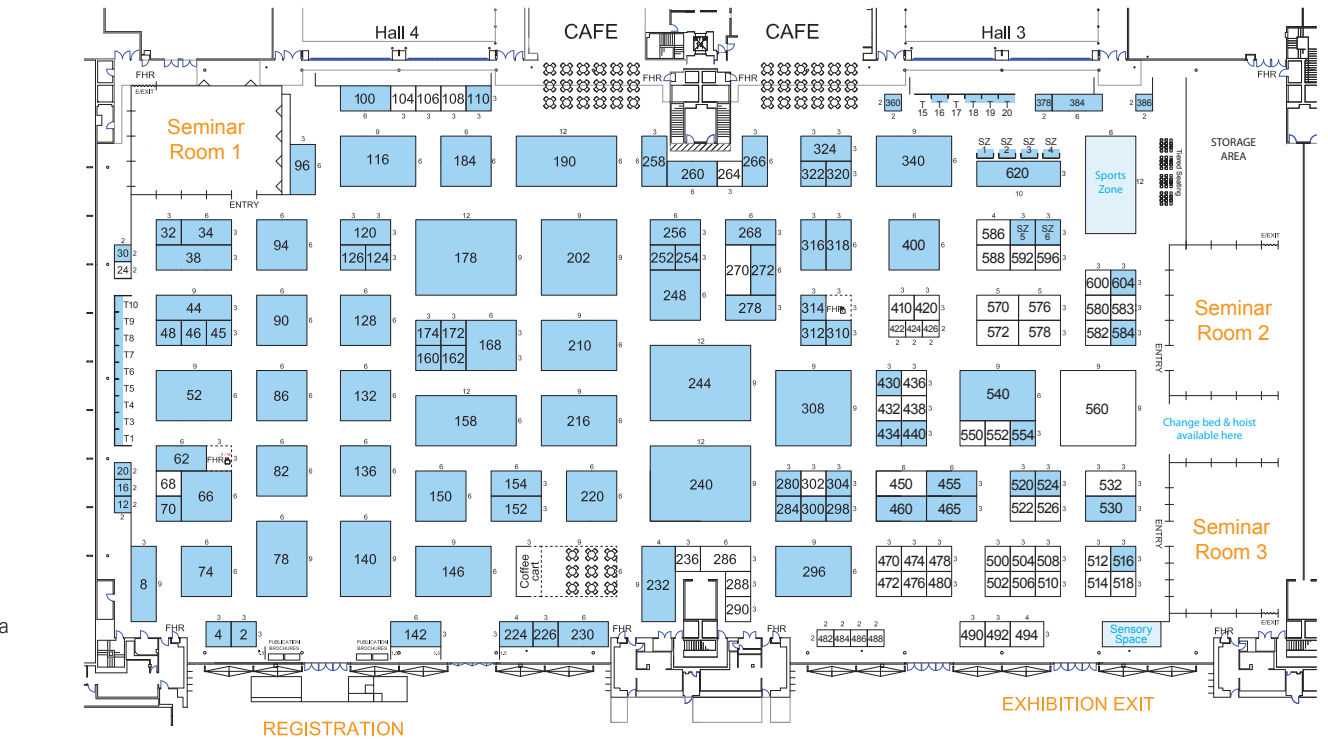 Hall 4
CAFE
CAFE
Hall 3
FHR
E/EXIT
FHR
FHR
FHR
100 104 106 108 110
360
T 15 T 16 T 17 T 18 T 19 T 20
378 384
386
Seminar
Room 1
ENTRY
96
116
184
190
258
260
264
266
324
322 320
340
SZ 1 SZ 2 SZ 3 SZ 4
620
Sports
Zone
Tiered Seating
STORAGE
AREA
E/EXIT
32 34
38
30
24
94
120
126 124
178
202
256
252 254
248
268
270 272
278
316 318
400
586 SZ 5 SZ 6
588 592 596
600 604
580 583
582 584
T10
T9
T8
T7
T6
T5
T4
T3
T1
44
48 46 45
90
128
174 172
160 162
168
210
314 FHR
312 310
410 420
422 424 426
570 576
572 578
Seminar
Room 2
ENTRY
52
86
132
158
216
244
308
430 436
432 438
434 440
540
550 552 554
560
Change bed & hoist
available here
62 FHR
68
70
66
20
16
12
82
136
150
154
152
220
240
280 302 304
284 300 298
450 455
460 465
520 524
522 526
532
530
ENTRY
Seminar
Room 3
8
74
78
140
146
Coffee
cart
232
236 286
288
290
296
470 474 478
472 476 480
500 504 508
502 506 510
512 516
514 518
E/EXIT
a
FHR
4 2
PUBLICATION
BROCHURES
PUBLICATION
BROCHURES
142
224 226 230
FHR
FHR
482 484 486 488
490 492 494
Sensory
Space
FHR
REGISTRATION
EXHIBITION EXIT